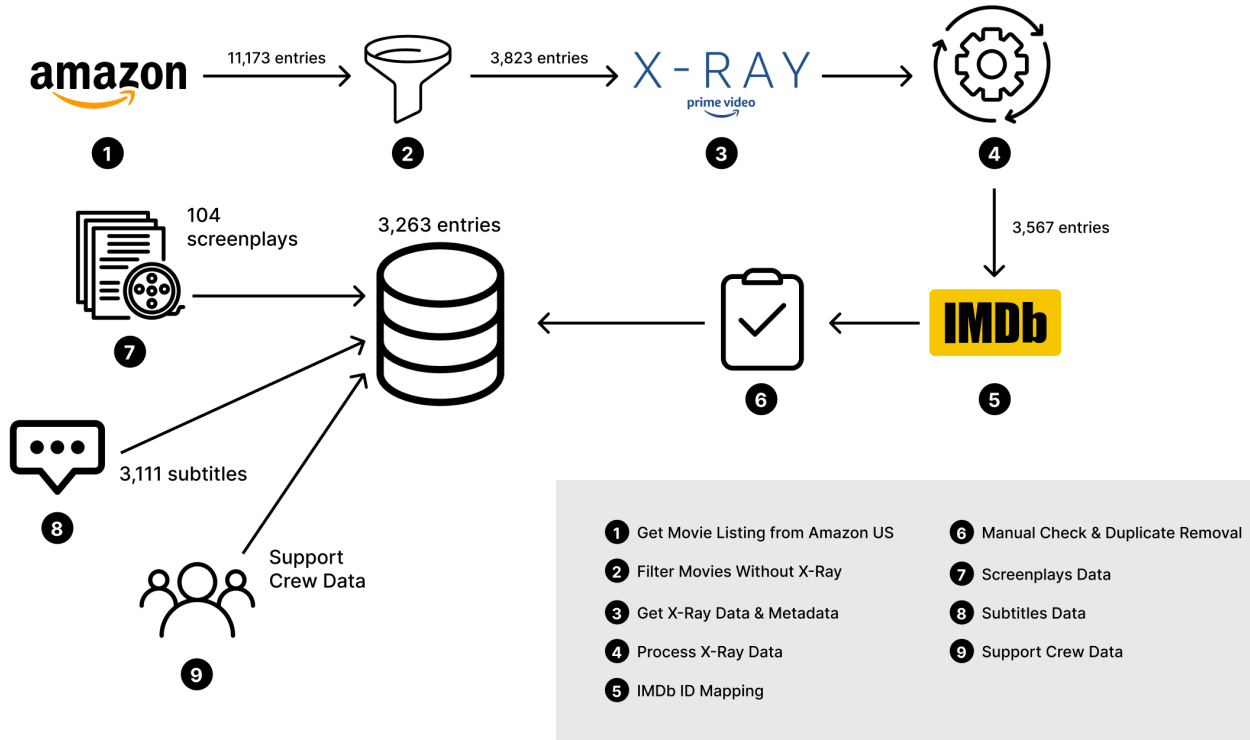 amazon
11,173 entries
3,823 entries
X-RAY
prime video
1
2
3
4
104
screenplays
3,263 entries
3,567 entries
IMDb
7
6
5
3,111 subtitles
8
Support
Crew Data
9
1 Get Movie Listing from Amazon US
2 Filter Movies Without X-Ray
3 Get X-Ray Data & Metadata
4 Process X-Ray Data
5 IMDb ID Mapping
6 Manual Check & Duplicate Removal
7 Screenplays Data
8 Subtitles Data
9 Support Crew Data